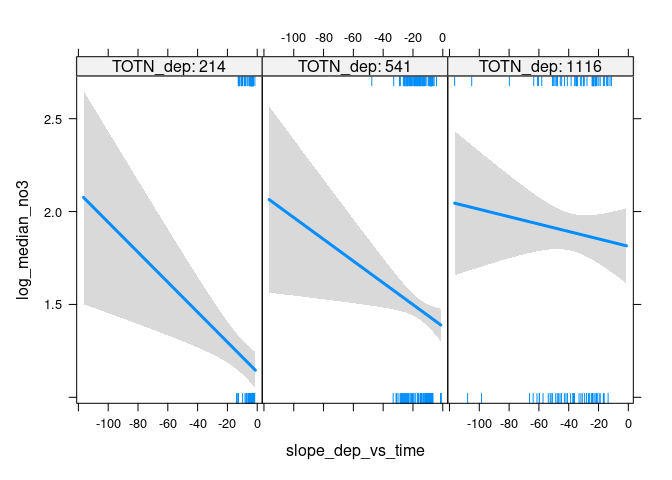 -100 -80 -60 -40 -20 0
TOTN_dep: 214 TOTN_dep: 541 TOTN_dep: 1116
2.5
2.0
1.5
log_median_no3
-100 -80 -60 -40 -20 0 -100 -80 -60 -40 -20 0
slope_dep_vs_time